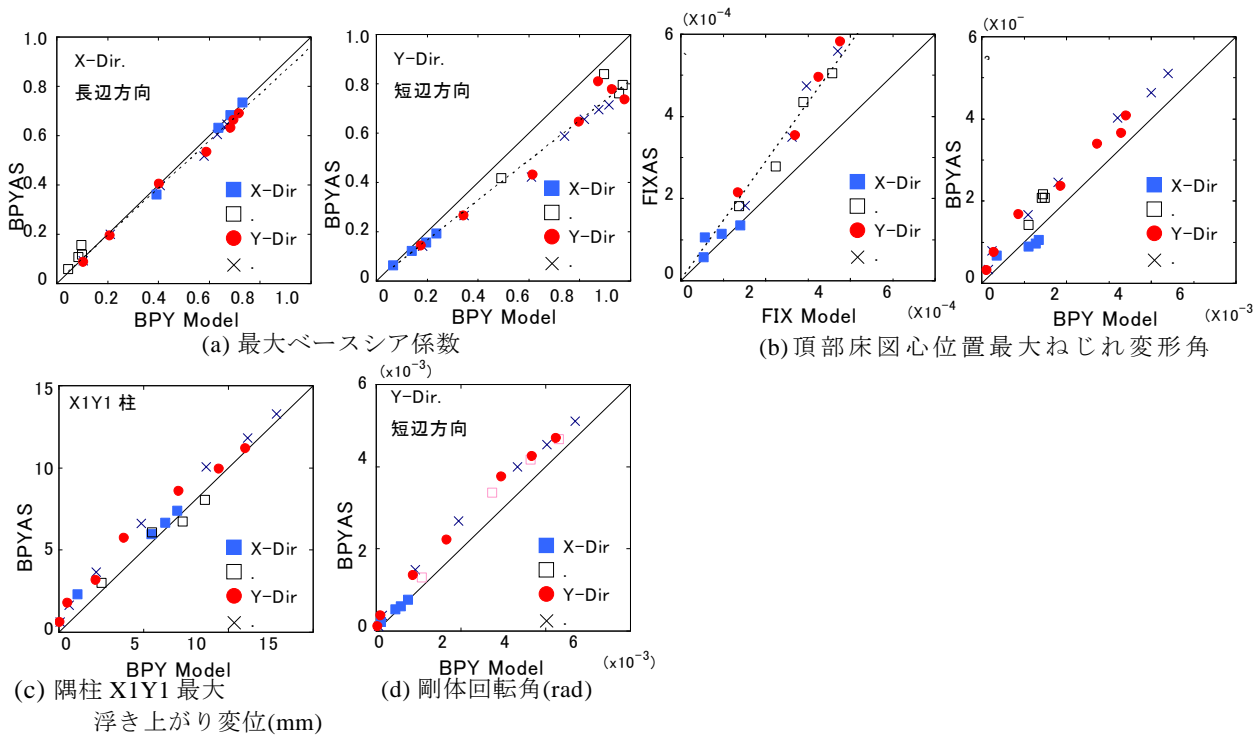 1.0
0.8
0.6
0.4
0.2
0
X-Dir.
長辺方向
BPYAS
X-Dir
.
Y-Dir
.
0 0.2 0.4 0.6 0.8 1.0
BPY Model
1.0
0.8
0.6
0.4
0.2
0
Y-Dir.
短辺方向
BPYAS
X-Dir
.
Y-Dir
.
0 0.2 0.4 0.6 0.8 1.0
BPY Model
(a) 最大ベースシア係数
(X10⁻⁴)
6
4
2
0
FIXAS
X-Dir
.
Y-Dir
.
0 2 4 6
FIX Model
(X10⁻⁴)
(X10⁻
6
4
2
0
BPYAS
X-Dir
.
Y-Dir
.
0 2 4 6
BPY Model
(X10⁻³)
(b)頂部床図心位置最大ねじれ変形角
15
10
5
0
X1Y1 柱
BPYAS
X-Dir
.
Y-Dir
.
0 5 10 15
BPY Model
(c) 隅柱 X1Y1 最大
浮き上がり変位(mm)
(x10⁻³)
6
4
2
0
Y-Dir.
短辺方向
BPYAS
X-Dir
.
Y-Dir
.
0 2 4 6
BPY Model
(x10⁻³)
(d) 剛体回転角(rad)